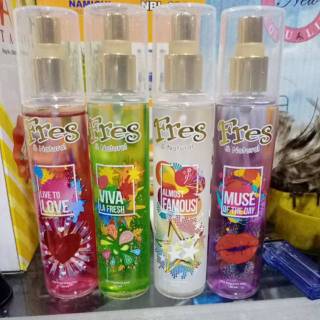 NAMICHI
Fres
& Natural
LIVE TO
LOVE
Fres
& Natural
VIVA
LA FRESH
Fres
& Natural
ALMOST
FAMOUS
Fres
& Natural
MUSE
OF THE DAY